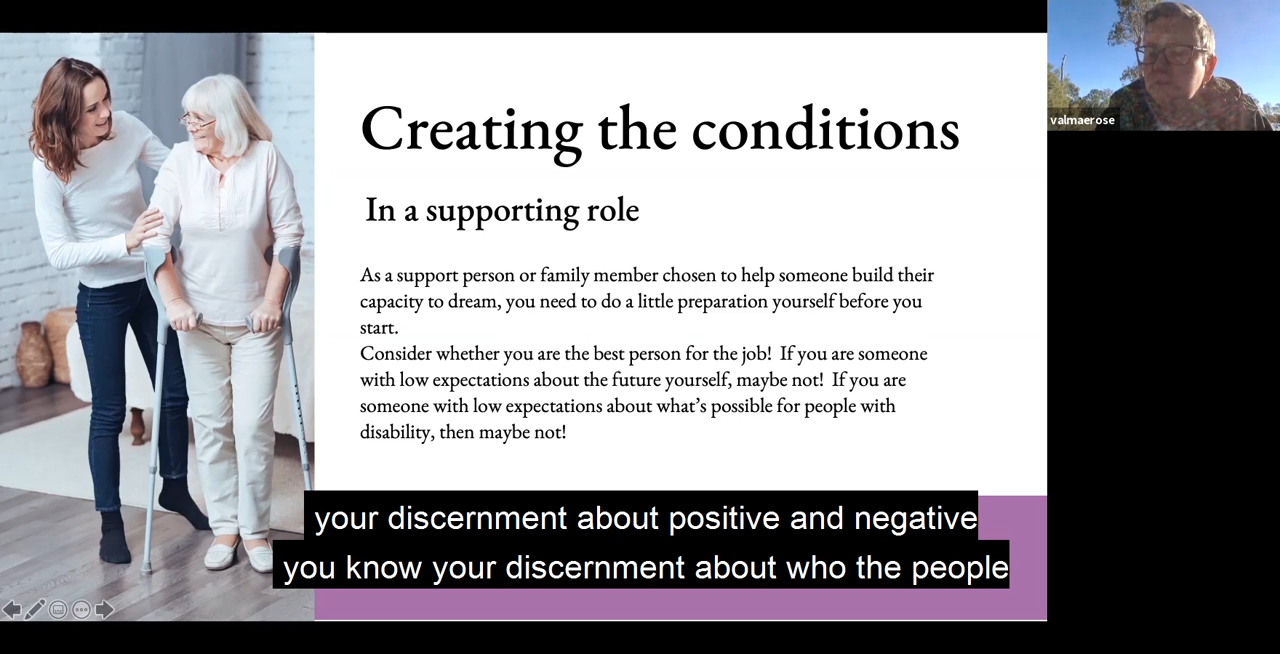 Creating the conditions
In a supporting role
As a support person or family member chosen to help someone build their
capacity to dream, you need to do a little preparation yourself before you
start.
Consider whether you are the best person for the job!  If you are someone
with low expectations about the future yourself, maybe not!  If you are
someone with low expectations about what’s possible for people with
disability, then maybe not!
your discernment about positive and negative
you know your discernment about who the people
valmaerose